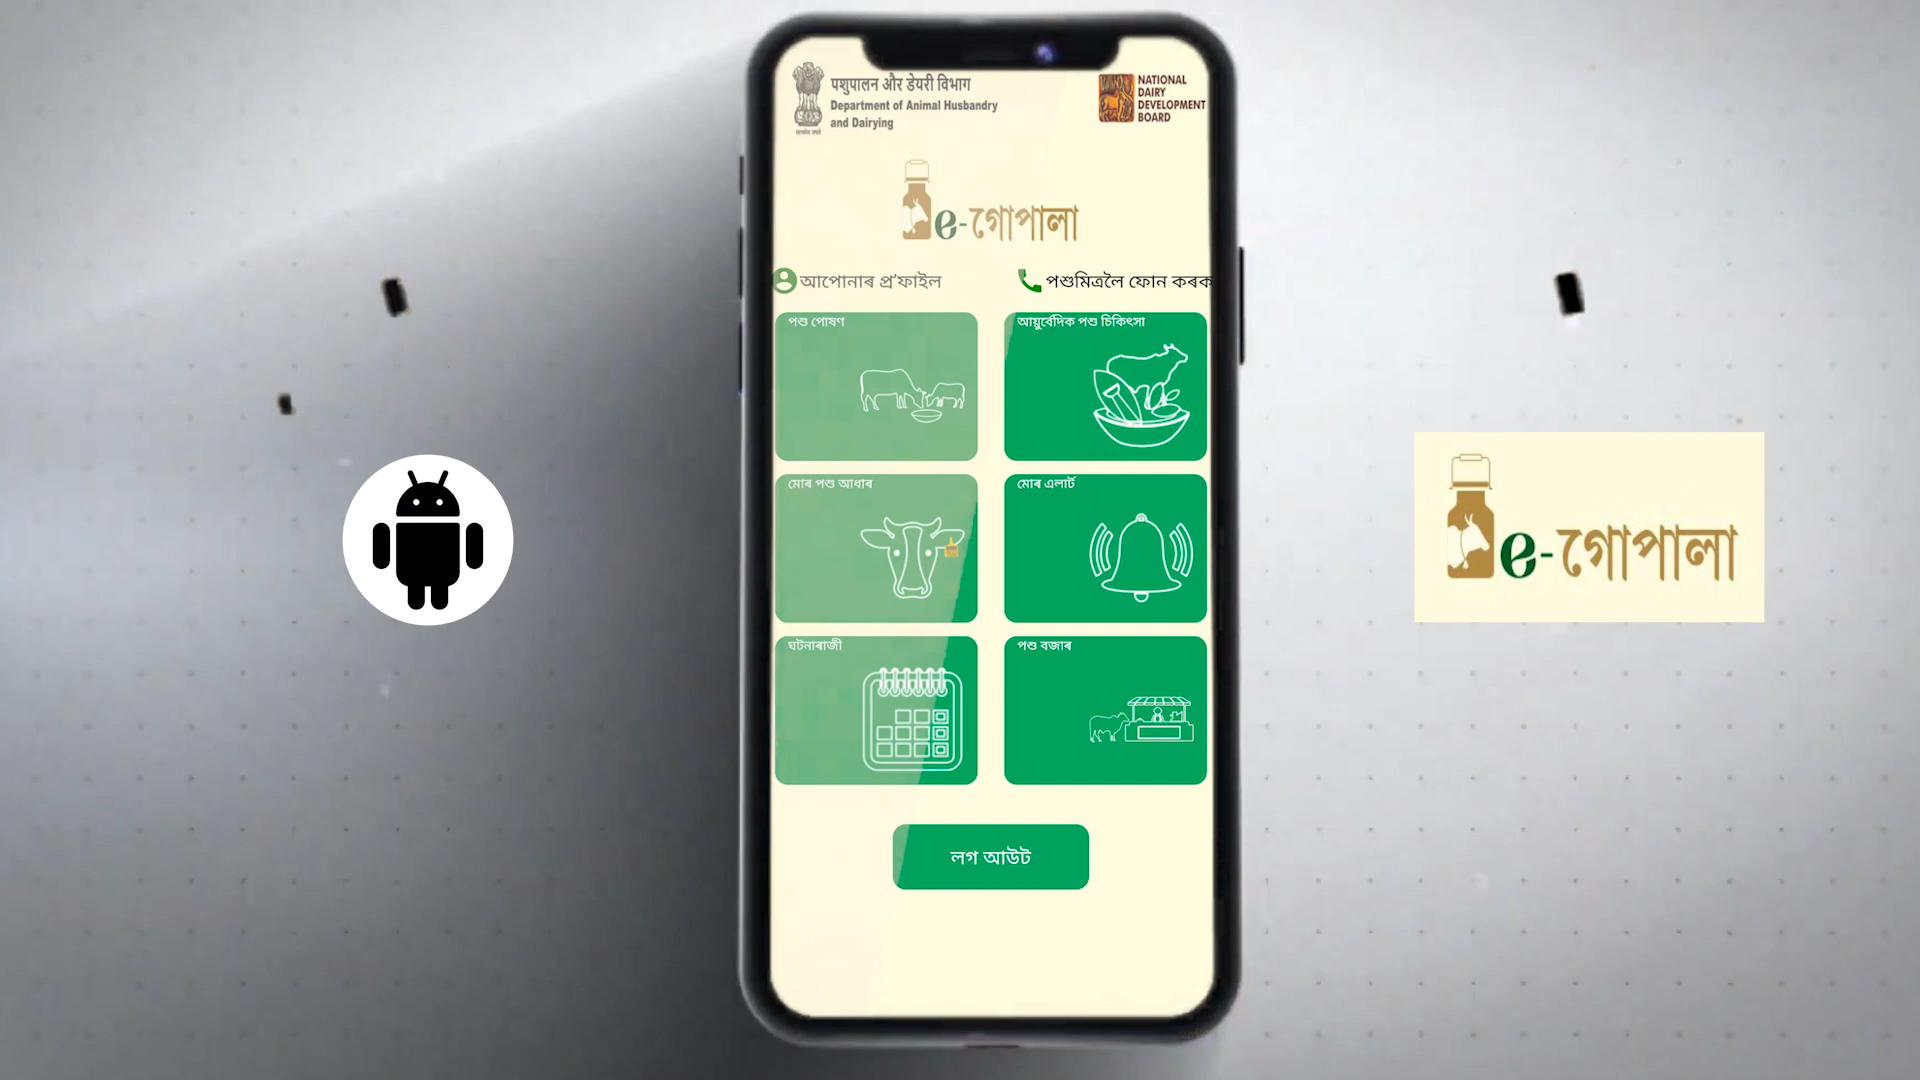 पशुपालन और डेयरी विभाग
Department of Animal Husbandry
and Dairying
NATIONAL
DAIRY
DEVELOPMENT
BOARD
e-গোপালা
আপোনাৰ প্ৰ'ফাইল
পশুমিত্ৰলৈ ফোন কৰক
পশু পোষণ
আয়ুৰ্বেদিক পশু চিকিৎসা
মোৰ পশু আধাৰ
মোৰ এলাৰ্ট
ঘটনাৰাজী
পশু বজাৰ
লগ আউট
e-গোপালা